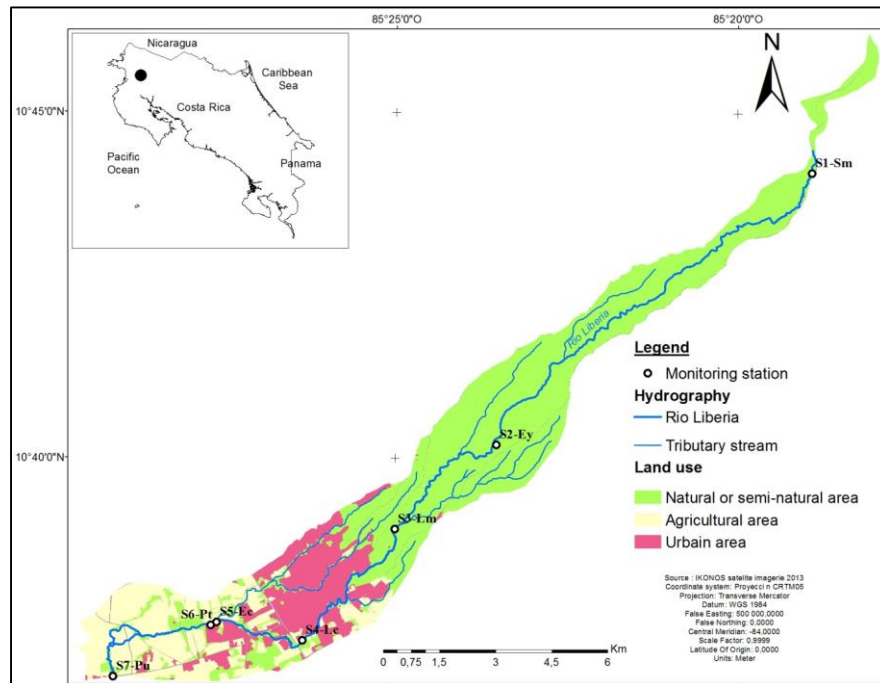 85°25'0"O
85°20'0"O
Nicaragua
Caribbean
Sea
Costa Rica
Pacific
Ocean
Panama
N
10°45'0"N
S1-Sm
Rio Liberia
Legend
Monitoring station
Hydrography
Rio Liberia
Tributary stream
Land use
Natural or semi-natural area
Agricultural area
Urbain area
S2-Ey
10°40'0"N
S3-Lm
S6-Pt
S5-Ec
S4-Lc
S7-Pu
Source : IKONOS satelite imagerie 2013
Coordinate system: Proyecci n CRTM05
Projection: Transverse Mercator
Datum: WGS 1984
False Easting: 500 000,0000
False Northing: 0,0000
Central Meridian: -84,0000
Scale Factor: 0,9999
Latitude Of Origin: 0,0000
Units: Meter
Km
0 0,75 1,5 3 4,5 6